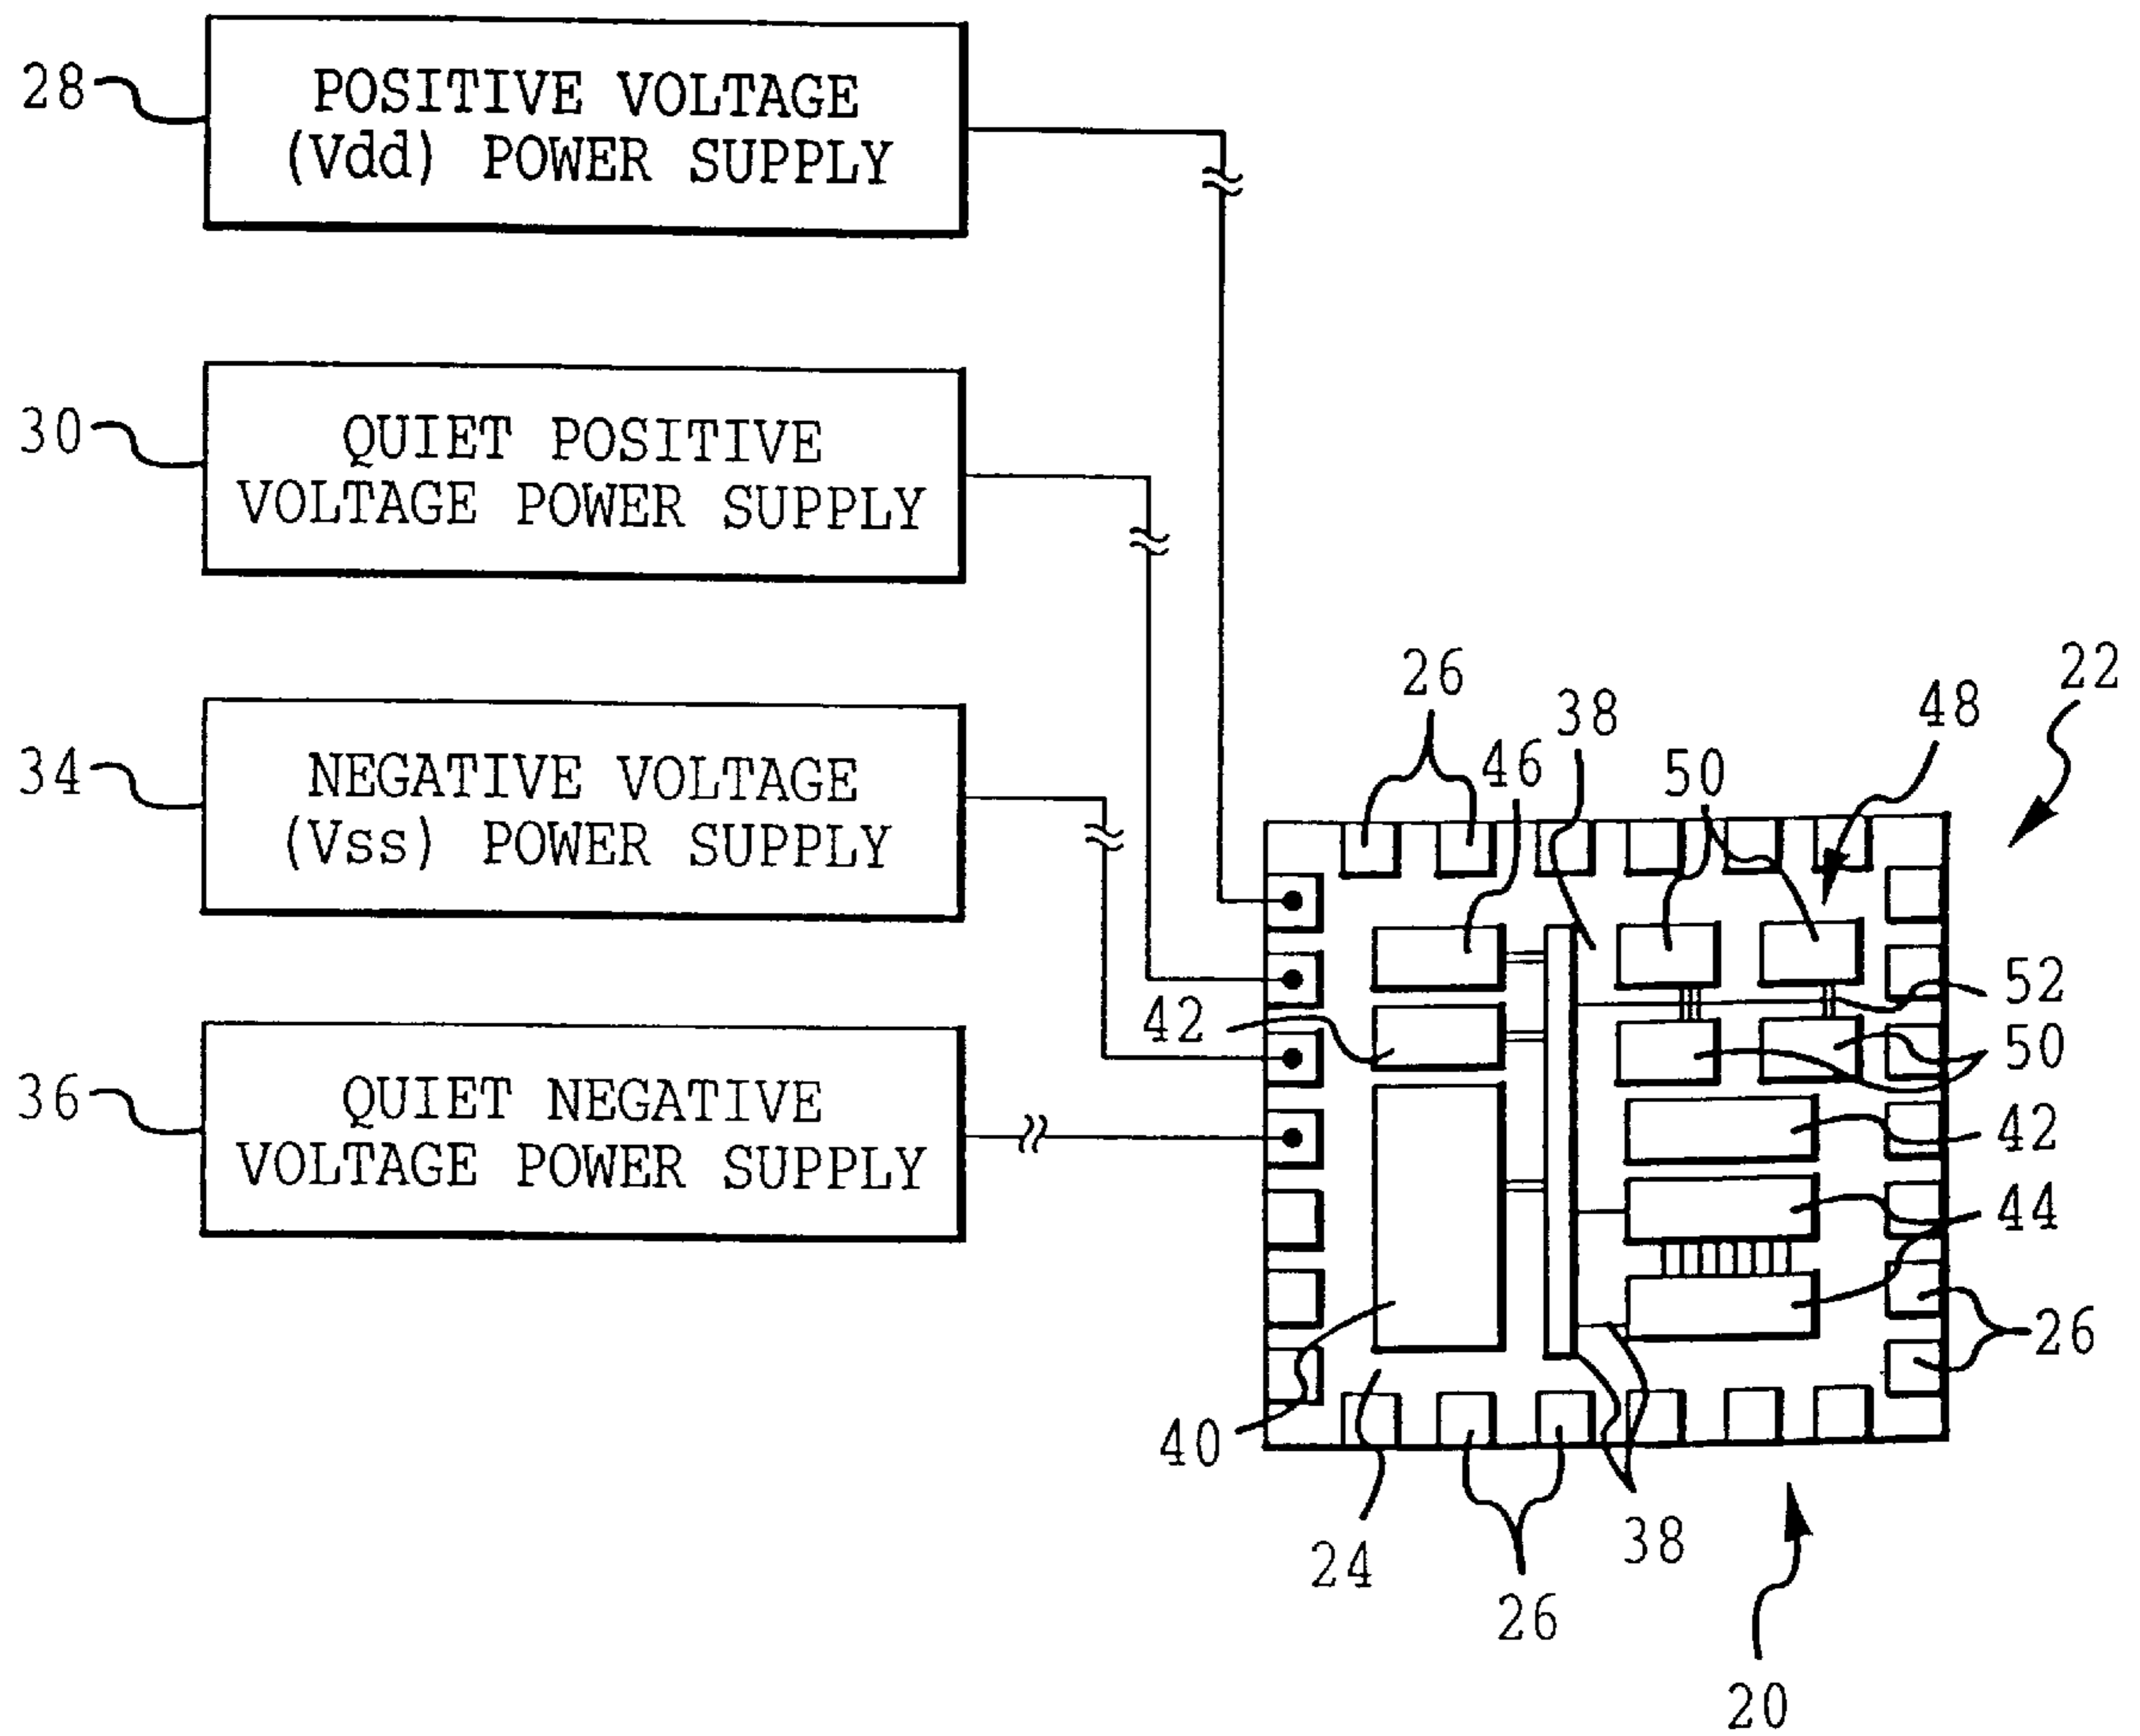 28
POSITIVE VOLTAGE
(Vdd) POWER SUPPLY
30
QUIET POSITIVE
VOLTAGE POWER SUPPLY
34
NEGATIVE VOLTAGE
(Vss) POWER SUPPLY
36
QUIET NEGATIVE
VOLTAGE POWER SUPPLY
26
46
38
50
48
22
42
52
50
42
44
26
40
24
26
38
20